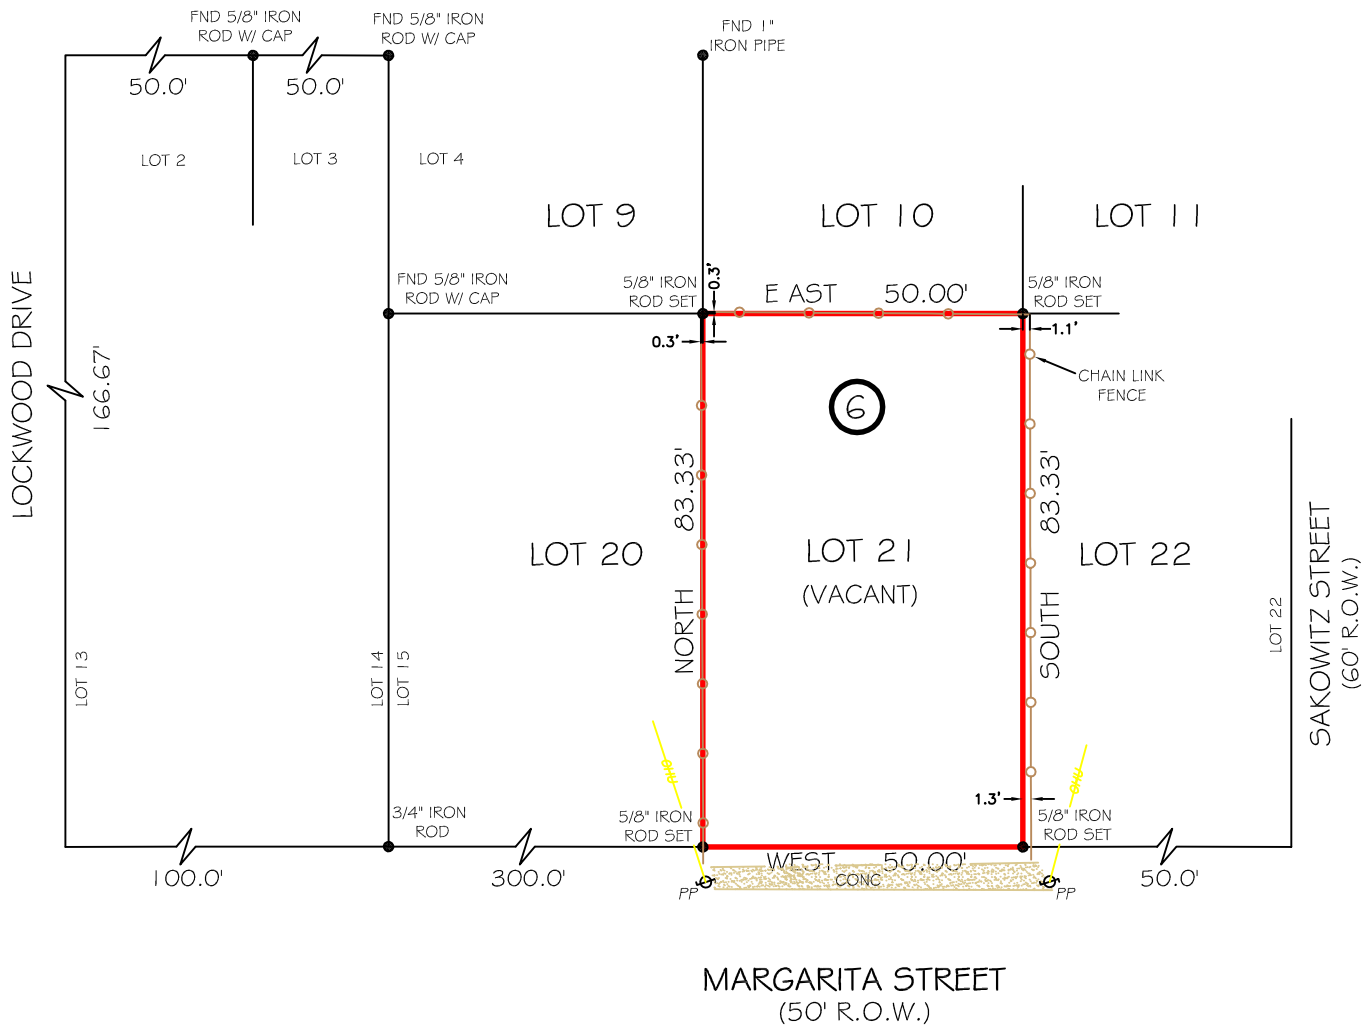 FND 5/8" IRON
ROD W/ CAP
FND 5/8" IRON
ROD W/ CAP
FND 1"
IRON PIPE
50.0'
50.0'
LOT 2
LOT 3
LOT 4
LOT 9
LOT 10
LOT 11
FND 5/8" IRON
ROD W/ CAP
5/8" IRON
ROD SET
0.3'
EAST
50.00'
5/8" IRON
ROD SET
0.3'
1.1'
CHAIN LINK
FENCE
LOCKWOOD DRIVE
166.67'
6
83.33'
NORTH
83.33'
SOUTH
LOT 20
LOT 21
(VACANT)
LOT 22
LOT 13
LOT 14
LOT 15
LOT 22
SAKOWITZ STREET
(60' R.O.W.)
OHU
OHU
1.3'
3/4" IRON
ROD
5/8" IRON
ROD SET
5/8" IRON
ROD SET
WEST
50.00'
CONC
100.0'
300.0'
PP
PP
50.0'
MARGARITA STREET
(50' R.O.W.)